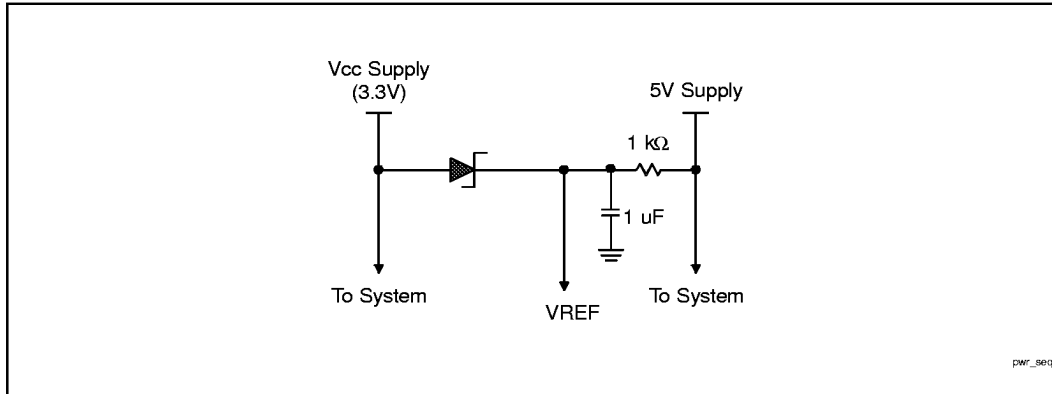 Vcc Supply
(3.3V)
5V Supply
1 kΩ
1 uF
To System
VREF
To System
pwr_seq